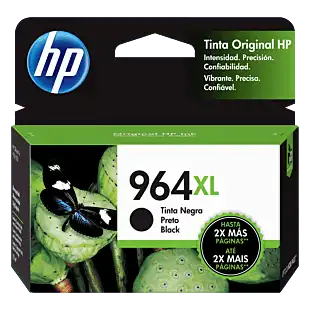 hp
Tinta Original HP
Intensidad. Precisión.
Confiabilidad.
Vibrante. Precisa.
Confiável.
964XL
Tinta Negra
Preto
Black
HASTA
2X MÁS
PÁGINAS**
ATÉ
2X MAIS
PÁGINAS**